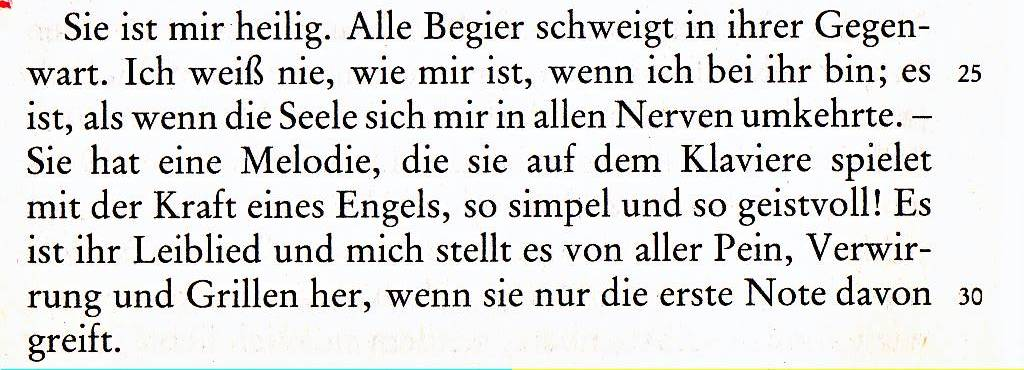 Sie ist mir heilig. Alle Begier schweigt in ihrer Gegen-
wart. Ich weiß nie, wie mir ist, wenn ich bei ihr bin; es 25
ist, als wenn die Seele sich mir in allen Nerven umkehrte. –
Sie hat eine Melodie, die sie auf dem Klaviere spielet
mit der Kraft eines Engels, so simpel und so geistvoll! Es
ist ihr Leiblied und mich stellt es von aller Pein, Verwir-
rung und Grillen her, wenn sie nur die erste Note davon 30
greift.